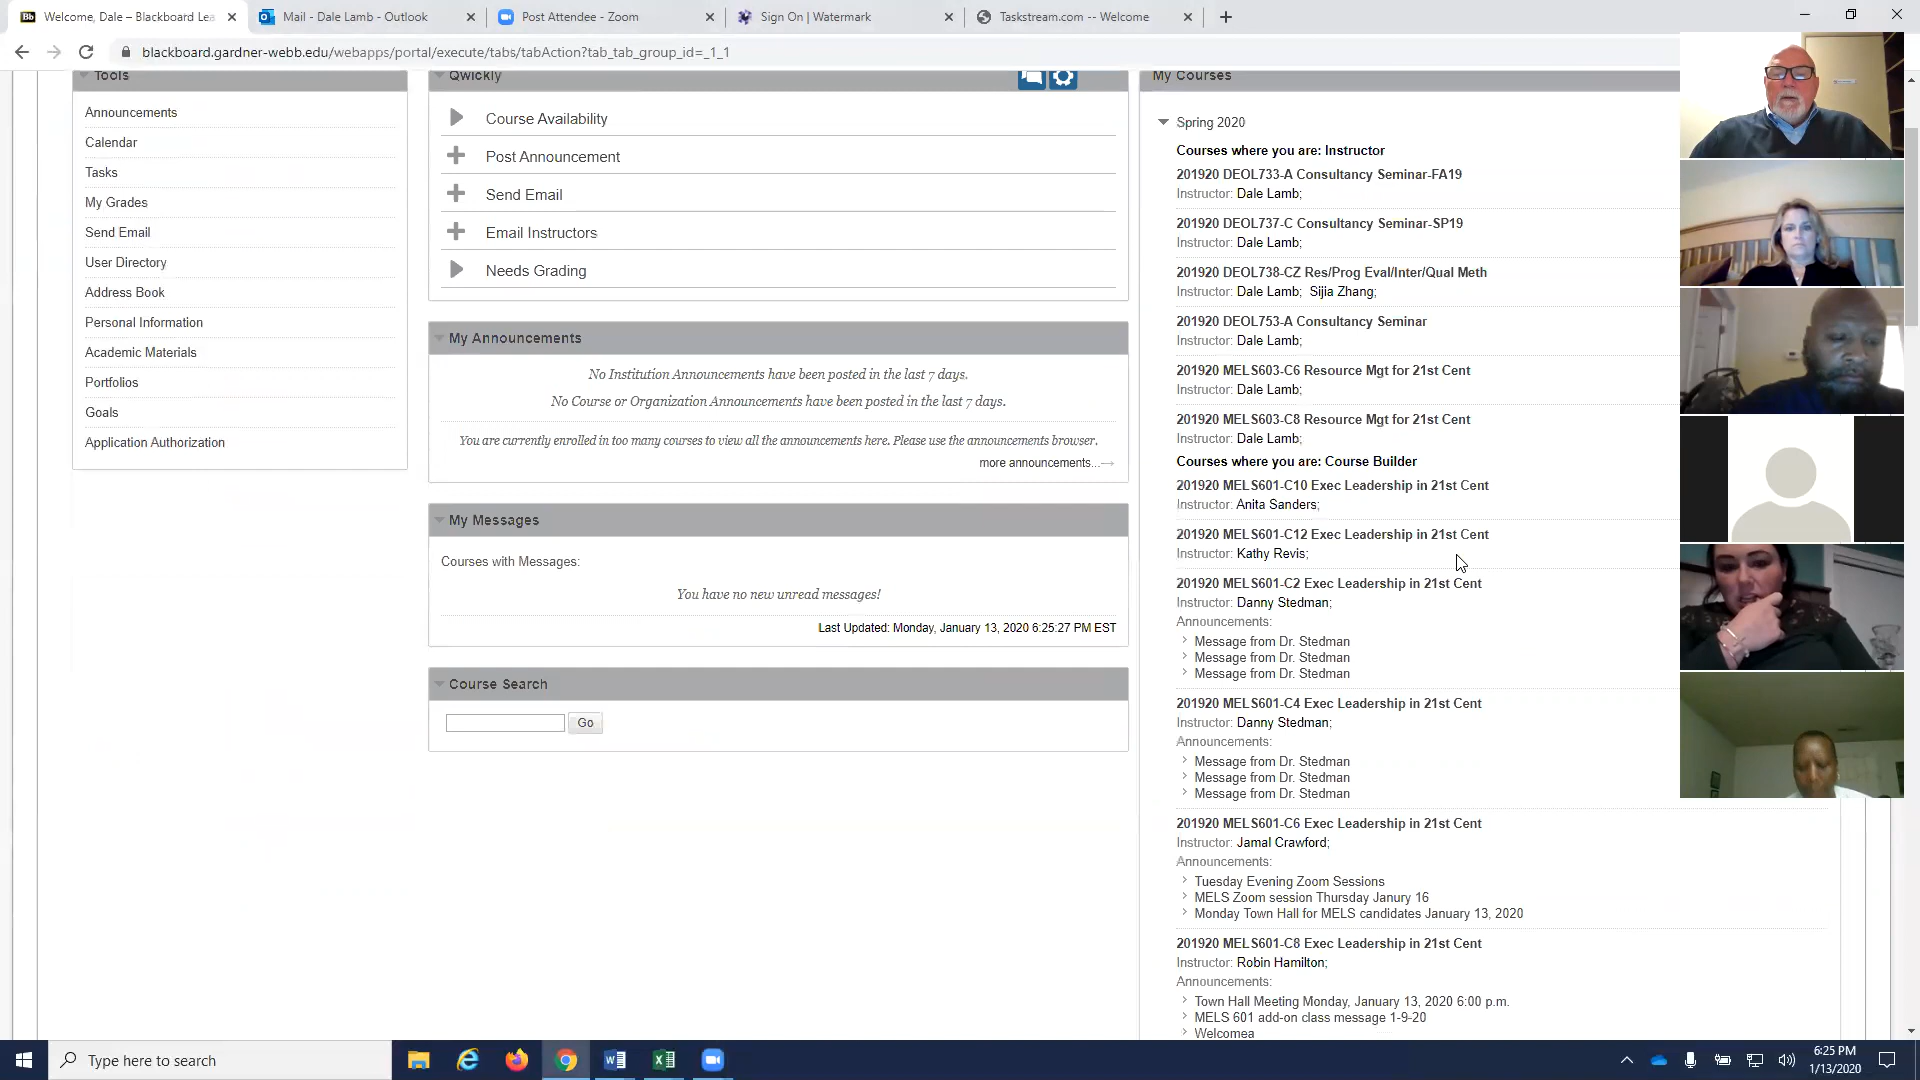 Welcome, Dale – Blackboard Lea
Mail - Dale Lamb - Outlook
Post Attendee - Zoom
Sign On | Watermark
Taskstream.com -- Welcome
blackboard.gardner-webb.edu/webapps/portal/execute/tabs/tabAction?tab_tab_group_id=_1_1
Tools
Announcements
Calendar
Tasks
My Grades
Send Email
User Directory
Address Book
Personal Information
Academic Materials
Portfolios
Goals
Application Authorization
Qwickly
Course Availability
Post Announcement
Send Email
Email Instructors
Needs Grading
My Announcements
No Institution Announcements have been posted in the last 7 days.
No Course or Organization Announcements have been posted in the last 7 days.
You are currently enrolled in too many courses to view all the announcements here. Please use the announcements browser.
more announcements...
My Messages
Courses with Messages:
You have no new unread messages!
Last Updated: Monday, January 13, 2020 6:25:27 PM EST
Course Search
Go
My Courses
Spring 2020
Courses where you are: Instructor
201920 DEOL733-A Consultancy Seminar-FA19
Instructor: Dale Lamb;
201920 DEOL737-C Consultancy Seminar-SP19
Instructor: Dale Lamb;
201920 DEOL738-CZ Res/Prog Eval/Inter/Qual Meth
Instructor: Dale Lamb; Sijia Zhang;
201920 DEOL753-A Consultancy Seminar
Instructor: Dale Lamb;
201920 MELS603-C6 Resource Mgt for 21st Cent
Instructor: Dale Lamb;
201920 MELS603-C8 Resource Mgt for 21st Cent
Instructor: Dale Lamb;
Courses where you are: Course Builder
201920 MELS601-C10 Exec Leadership in 21st Cent
Instructor: Anita Sanders;
201920 MELS601-C12 Exec Leadership in 21st Cent
Instructor: Kathy Revis;
201920 MELS601-C2 Exec Leadership in 21st Cent
Instructor: Danny Stedman;
Announcements:
Message from Dr. Stedman
Message from Dr. Stedman
Message from Dr. Stedman
201920 MELS601-C4 Exec Leadership in 21st Cent
Instructor: Danny Stedman;
Announcements:
Message from Dr. Stedman
Message from Dr. Stedman
Message from Dr. Stedman
201920 MELS601-C6 Exec Leadership in 21st Cent
Instructor: Jamal Crawford;
Announcements:
Tuesday Evening Zoom Sessions
MELS Zoom session Thursday Janury 16
Monday Town Hall for MELS candidates January 13, 2020
201920 MELS601-C8 Exec Leadership in 21st Cent
Instructor: Robin Hamilton;
Announcements:
Town Hall Meeting Monday, January 13, 2020 6:00 p.m.
MELS 601 add-on class message 1-9-20
Welcomea
Type here to search
6:25 PM
1/13/2020